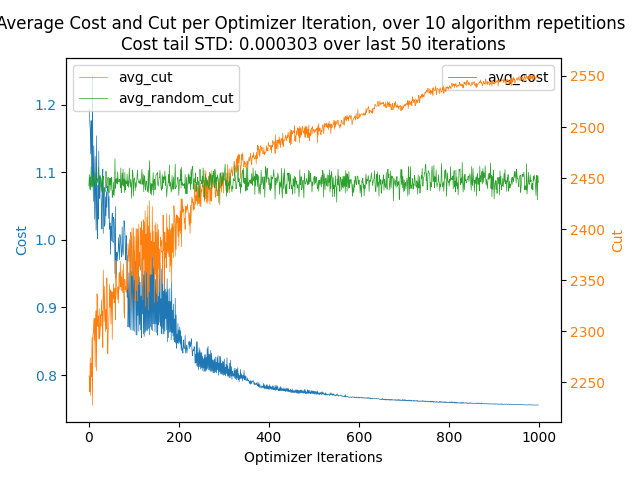 Average Cost and Cut per Optimizer Iteration, over 10 algorithm repetitions
Cost tail STD: 0.000303 over last 50 iterations
avg_cut
avg_random_cut
avg_cost
Cost
1.2
1.1
1.0
0.9
0.8
2550
2500
2450
2400
2350
2300
2250
Cut
0
200
400
600
800
1000
Optimizer Iterations